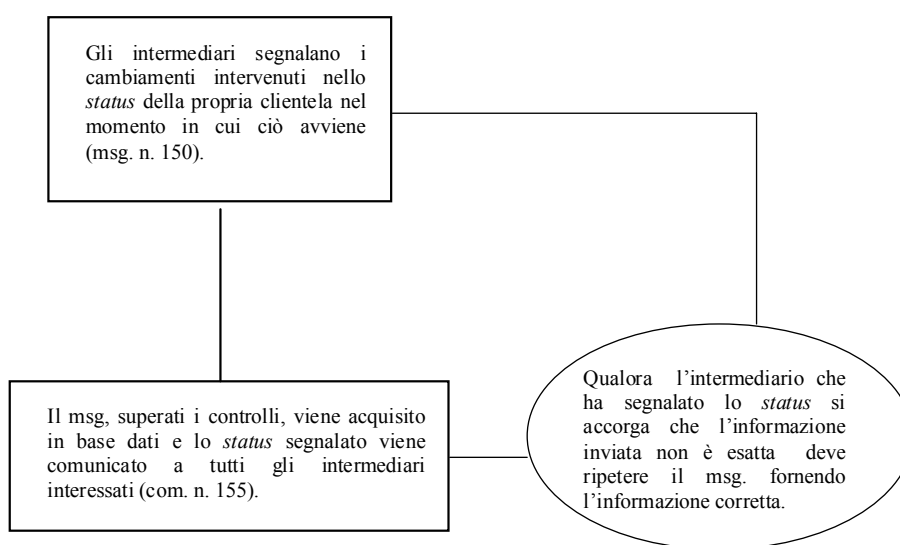 Gli intermediari segnalano i
cambiamenti intervenuti nello
status della propria clientela nel
momento in cui ciò avviene
(msg. n. 150).
Il msg, superati i controlli, viene acquisito
in base dati e lo status segnalato viene
comunicato a tutti gli intermediari
interessati (com. n. 155).
Qualora l’intermediario che
ha segnalato lo status si
accorga che l’informazione
inviata non è esatta deve
ripetere il msg. fornendo
l’informazione corretta.